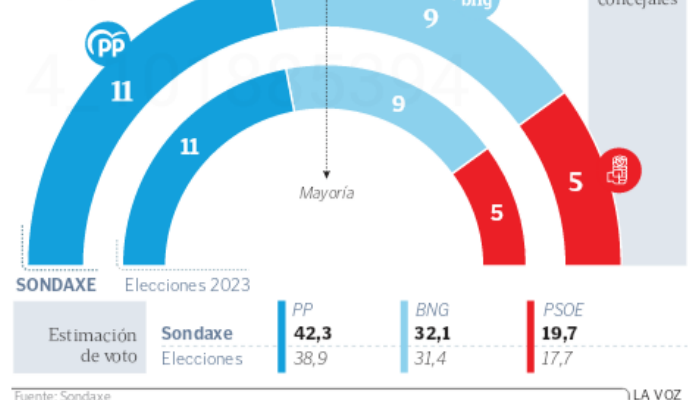 concejales
9
bng
PP
11
9
11
5
5
Mayoría
SONDAXE
Elecciones 2023
PP BNG PSOE
Estimación de voto
Sondaxe 42,3 32,1 19,7
Elecciones 38,9 31,4 17,7
Fuente: Sondaxe
LA VOZ